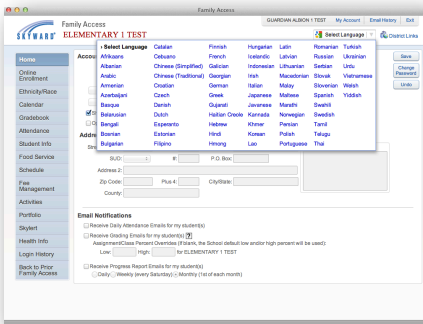 Family Access
GUARDIAN ALBION 1 TEST My Account Email History Exit
Family Access
SKYWARD ELEMENTARY 1 TEST
Select Language District Links
› Select Language Catalan Finnish Hungarian Latin Romanian Turkish
Afrikaans Cebuano French Icelandic Latvian Russian Ukrainian
Albanian Chinese (Simplified) Galician Indonesian Lithuanian Serbian Urdu
Arabic Chinese (Traditional) Georgian Irish Macedonian Slovak Vietnamese
Armenian Croatian German Italian Malay Slovenian Welsh
Azerbaijani Czech Greek Japanese Maltese Spanish Yiddish
Basque Danish Gujarati Javanese Marathi Swahili
Belarusian Dutch Haitian Creole Kannada Norwegian Swedish
Bengali Esperanto Hebrew Khmer Persian Tamil
Bosnian Estonian Hindi Korean Polish Telugu
Bulgarian Filipino Hmong Lao Portuguese Thai
Home
Online Enrollment
Ethnicity/Race
Calendar
Gradebook
Attendance
Student Info
Food Service
Schedule
Fee Management
Activities
Portfolio
Skylert
Health Info
Login History
Back to Prior Family Access
Save
Change Password
Undo
SUD: #: P.O. Box:
Address 2:
Zip Code: Plus 4: City/State:
County:
Email Notifications
Receive Daily Attendance Emails for my student(s)
Receive Grading Emails for my student(s) ?
Assignment/Class Percent Overrides (If blank, the School default low and/or high percent will be used):
Low: High: for ELEMENTARY 1 TEST
Receive Progress Report Emails for my student(s)
Daily Weekly (every Saturday) Monthly (1st of each month)